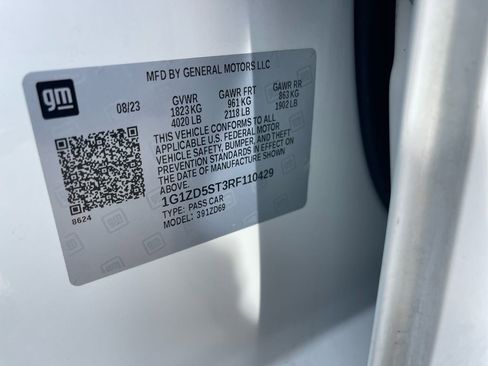 gm
MFD BY GENERAL MOTORS LLC
08/23 GVWR GAWR FRT GAWR RR
1823 KG 961 KG 863 KG
4020 LB 2118 LB 1902 LB
THIS VEHICLE CONFORMS TO ALL
APPLICABLE U.S. FEDERAL MOTOR
VEHICLE SAFETY, BUMPER, AND THEFT
PREVENTION STANDARDS IN EFFECT ON
THE DATE OF MANUFACTURE SHOWN
ABOVE.
1G1ZD5ST3RF110429
TYPE: PASS CAR
MODEL: 391ZD69
8624